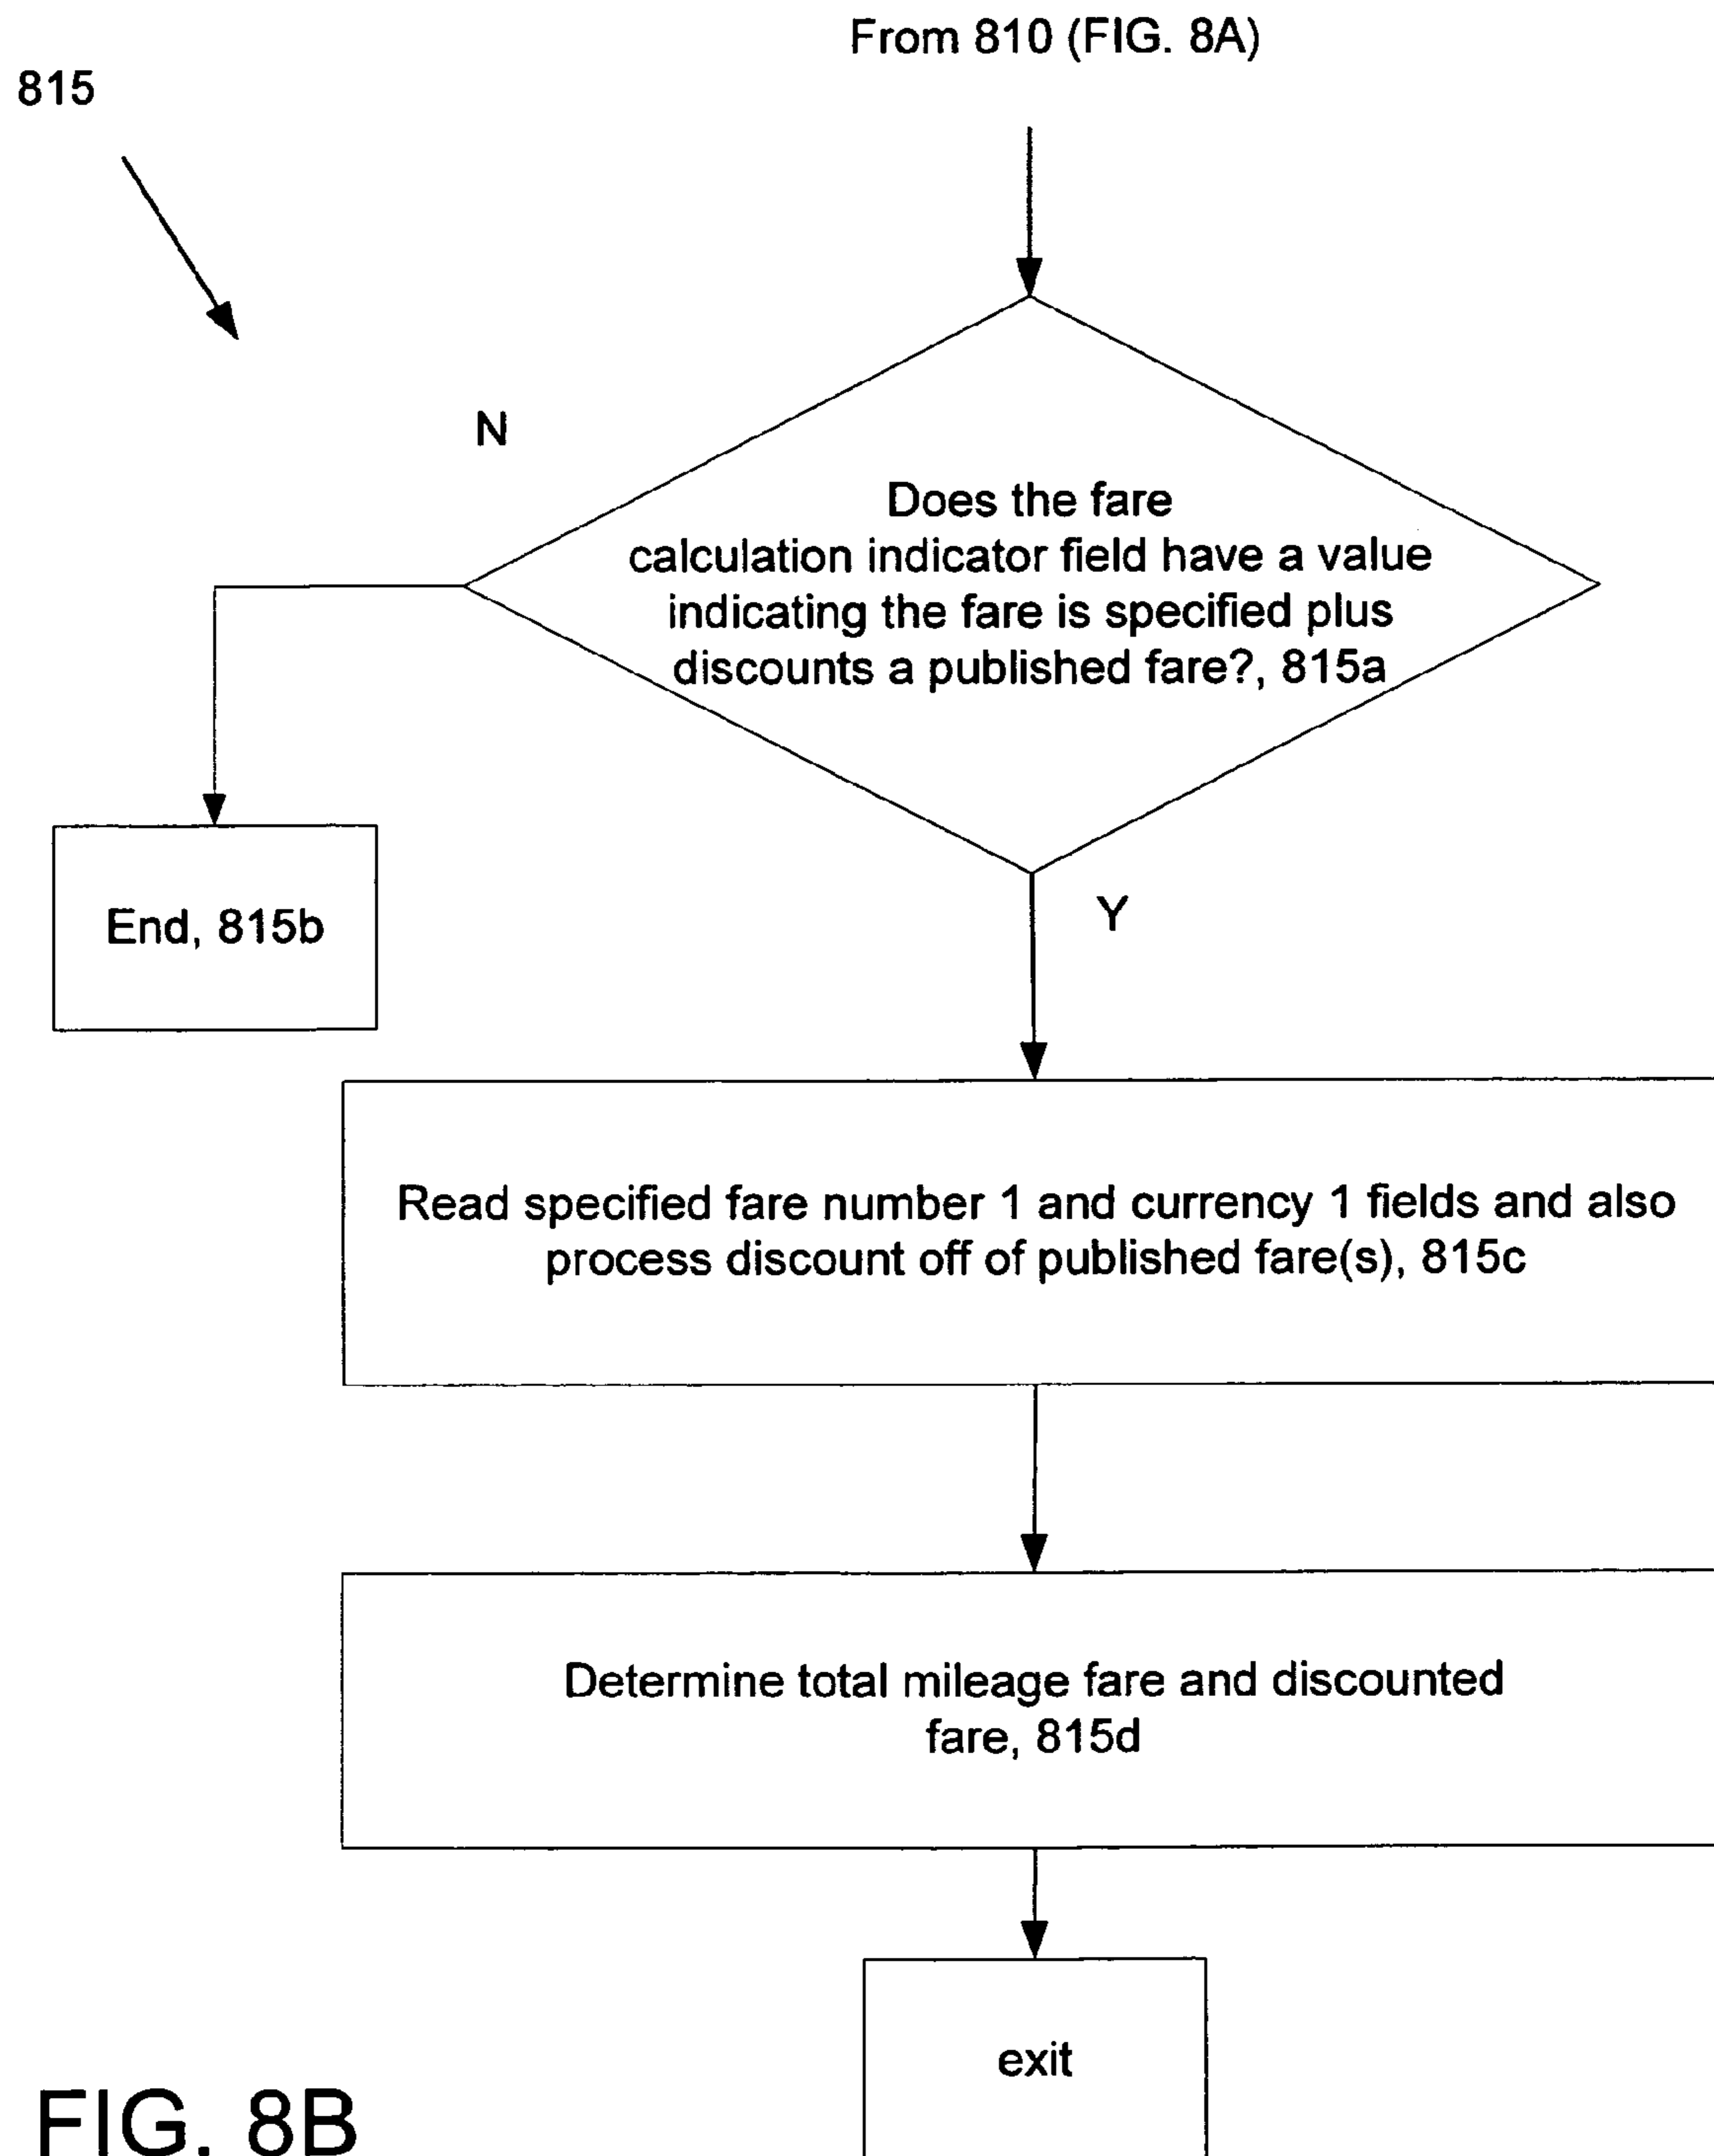 From 810 (FIG. 8A)
815
N
Does the fare
calculation indicator field have a value
indicating the fare is specified plus
discounts a published fare?, 815a
End, 815b
Y
Read specified fare number 1 and currency 1 fields and also
process discount off of published fare(s), 815c
Determine total mileage fare and discounted
fare, 815d
exit
FIG. 8B